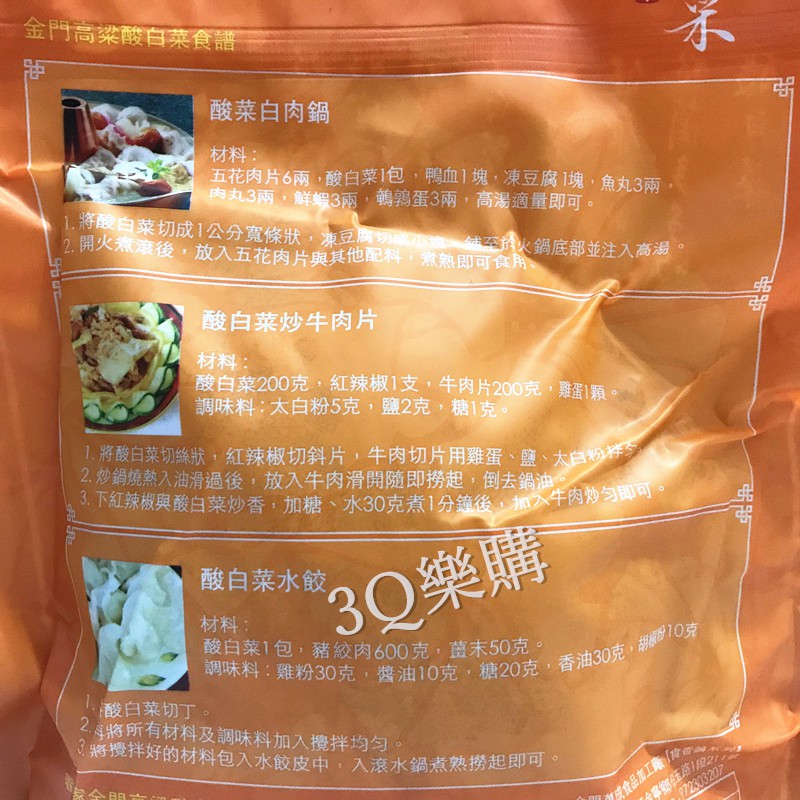 采
金門高粱酸白菜食譜
酸菜白肉鍋
材料：
五花肉片6兩，酸白菜1包，鴨血1塊，凍豆腐1塊，魚丸3兩，
肉丸3兩，鮮蝦3兩，鵪鶉蛋3兩，高湯適量即可。
1.將酸白菜切成1公分寬條狀，凍豆腐切成小塊，鋪至於火鍋底部並注入高湯。
2.開火煮滾後，放入五花肉片與其他配料，煮熟即可食用。
酸白菜炒牛肉片
材料：
酸白菜200克，紅辣椒1支，牛肉片200克，雞蛋1顆。
調味料：太白粉5克，鹽2克，糖1克。
1.將酸白菜切絲狀，紅辣椒切斜片，牛肉切片用雞蛋、鹽、太白粉拌勻
2.炒鍋燒熱入油滑過後，放入牛肉滑開隨即撈起，倒去鍋油。
3.下紅辣椒與酸白菜炒香，加糖、水30克煮1分鐘後，加入牛肉炒勻即可。
3Q樂購
酸白菜水餃
材料：
酸白菜1包，豬絞肉600克，薑末50克。
調味料：雞粉30克，醬油10克，糖20克，香油30克，胡椒粉10克
1.將酸白菜切丁。
2.再將所有材料及調味料加入攪拌均勻。
3.將攪拌好的材料包入水餃皮中，入滾水鍋煮熟撈起即可。
成食品加工廠
972303207
金門高粱